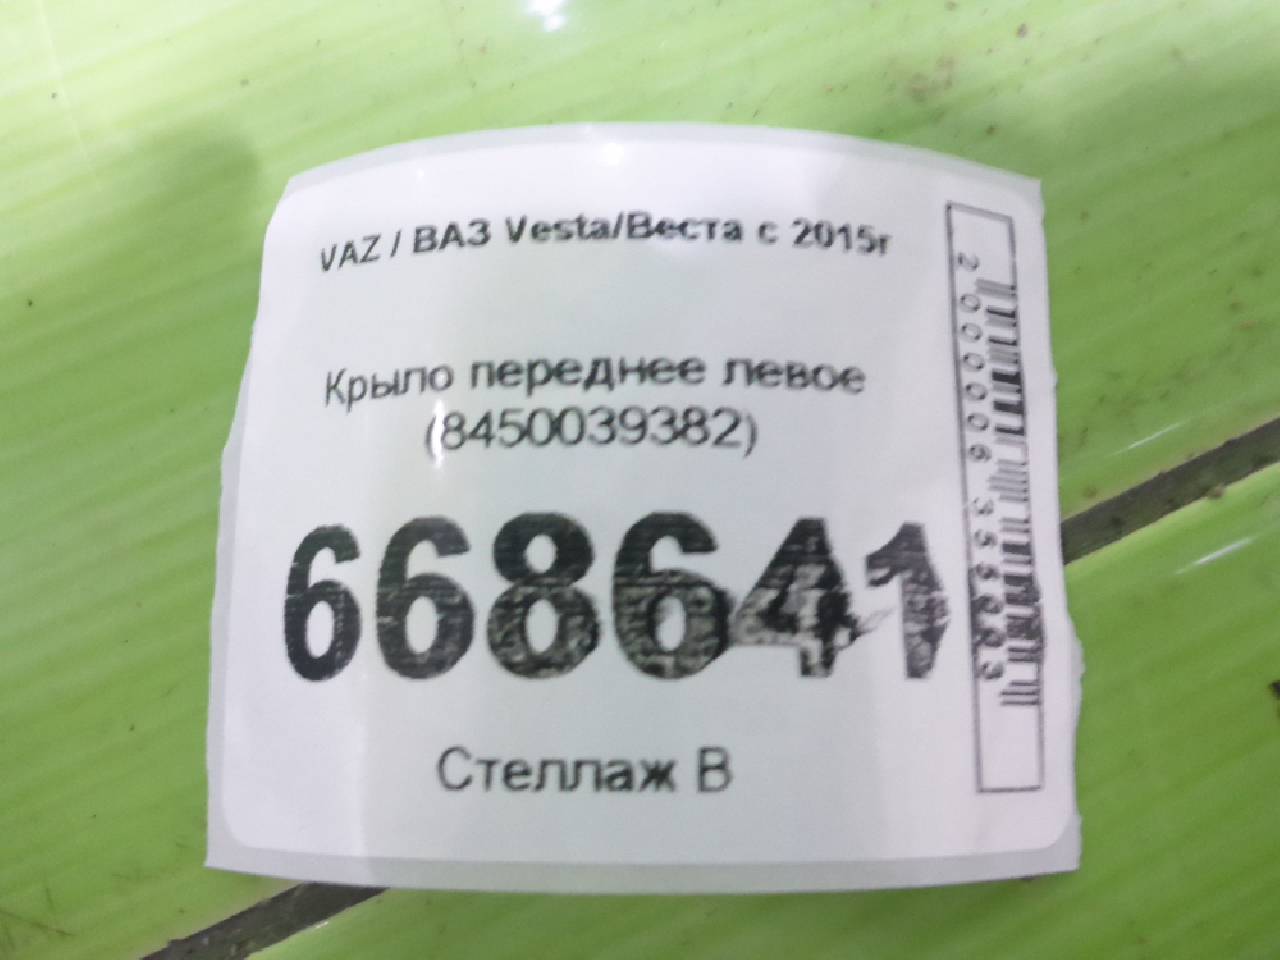 VAZ / ВАЗ Vesta/Веста с 2015г
Крыло переднее левое
(8450039382)
668641
Стеллаж В